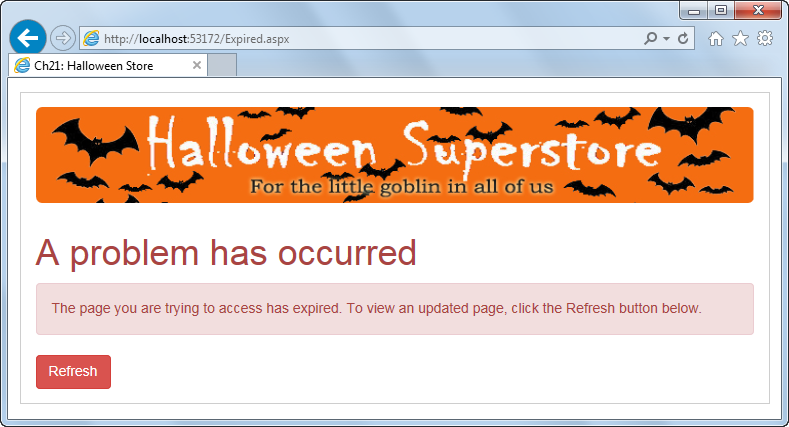 http://localhost:53172/Expired.aspx
Ch21: Halloween Store
Halloween Superstore
For the little goblin in all of us
A problem has occurred
The page you are trying to access has expired. To view an updated page, click the Refresh button below.
Refresh